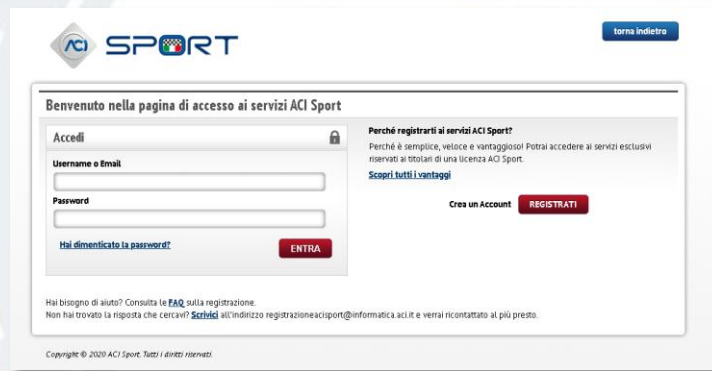 ACI SPORT
torna indietro
Benvenuto nella pagina di accesso ai servizi ACI Sport
Accedi
Username o Email
Password
Hai dimenticato la password?
ENTRA
Perché registrarti ai servizi ACI Sport?
Perché è semplice, veloce e vantaggioso! Potrai accedere ai servizi esclusivi
riservati ai titolari di una licenza ACI Sport.
Scopri tutti i vantaggi
Crea un Account REGISTRATI
Hai bisogno di aiuto? Consulta le FAQ sulla registrazione.
Non hai trovato la risposta che cercavi? Scrivici all'indirizzo registrazioneacisport@informatica.aci.it e verrai ricontattato al più presto.
Copyright © 2020 ACI Sport. Tutti i diritti riservati.